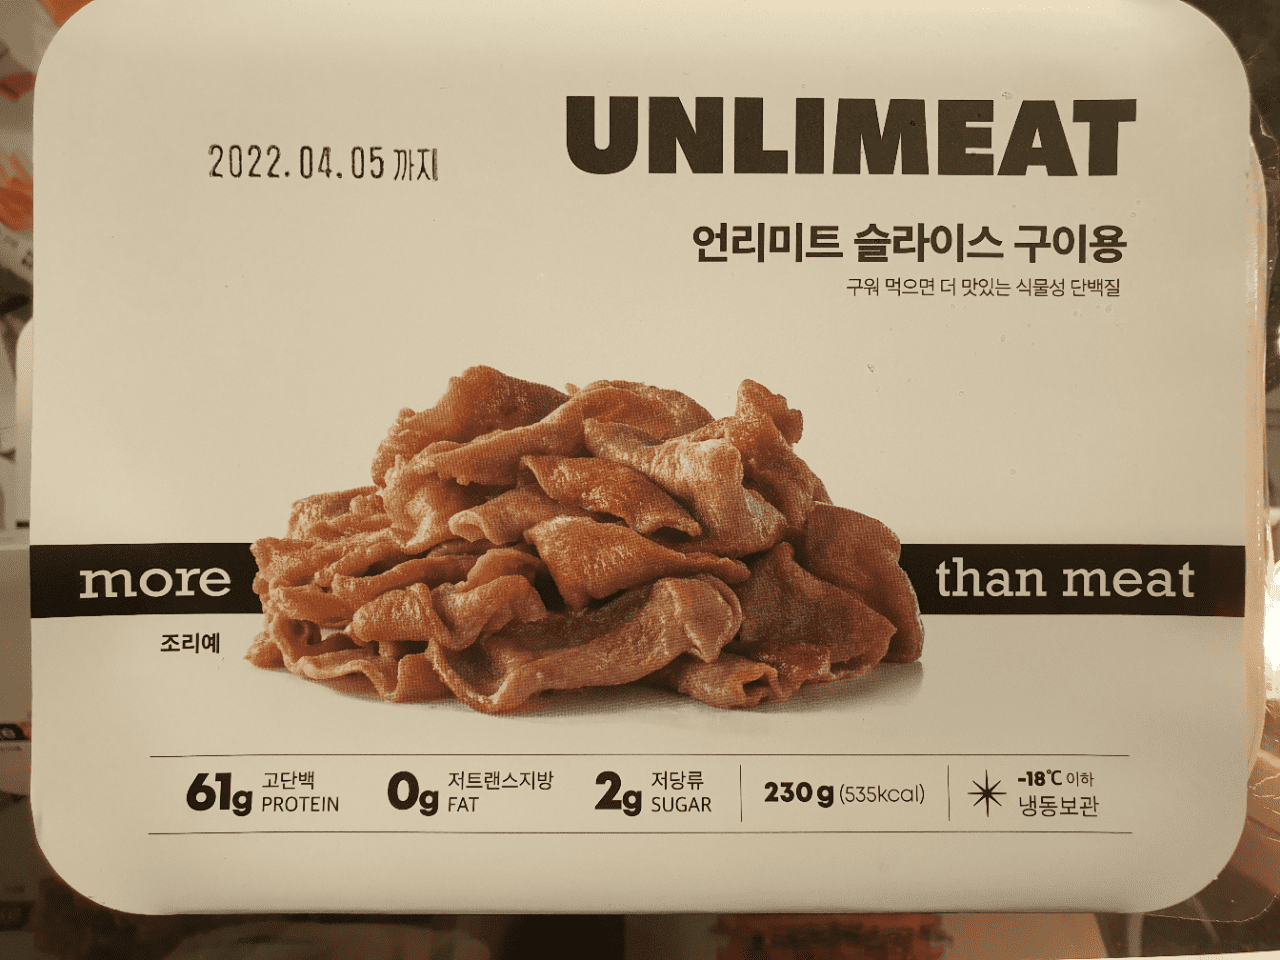 UNLIMEAT
2022.04.05 까지
언리미트 슬라이스 구이용
구워 먹으면 더 맛있는 식물성 단백질
more than meat
조리예
61g 고단백 PROTEIN
0g 저트랜스지방 FAT
2g 저당류 SUGAR
230g (535kcal)
-18℃ 이하
냉동보관